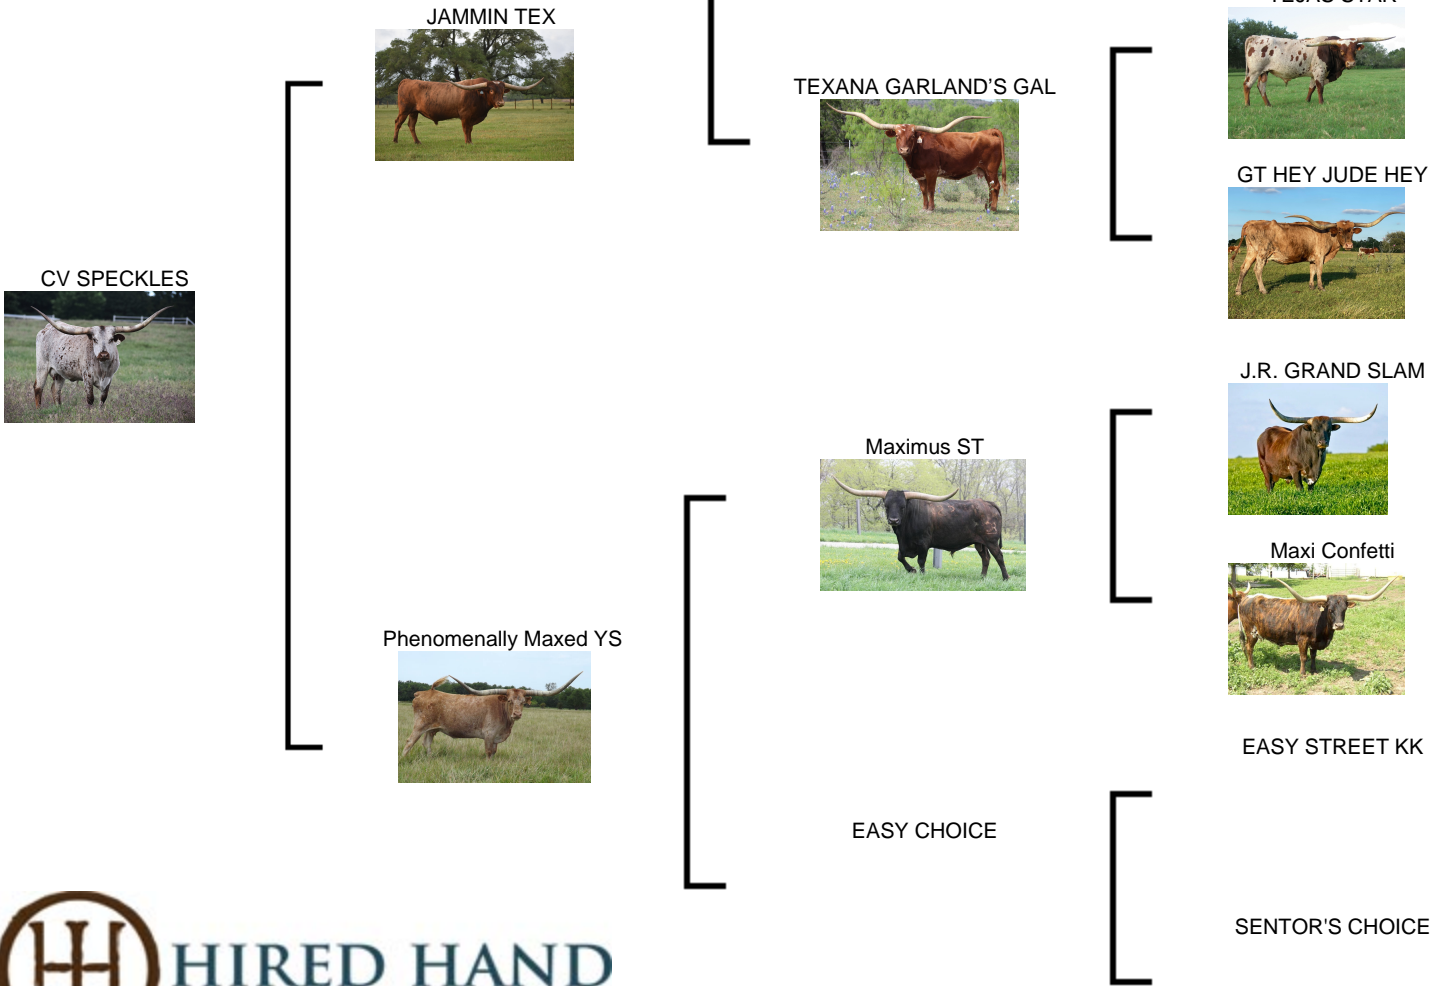 JAMMIN TEX
TEXANA GARLAND'S GAL
GT HEY JUDE HEY
CV SPECKLES
J.R. GRAND SLAM
Maximus ST
Maxi Confetti
Phenomenally Maxed YS
EASY STREET KK
EASY CHOICE
SENTOR'S CHOICE
HIRED HAND